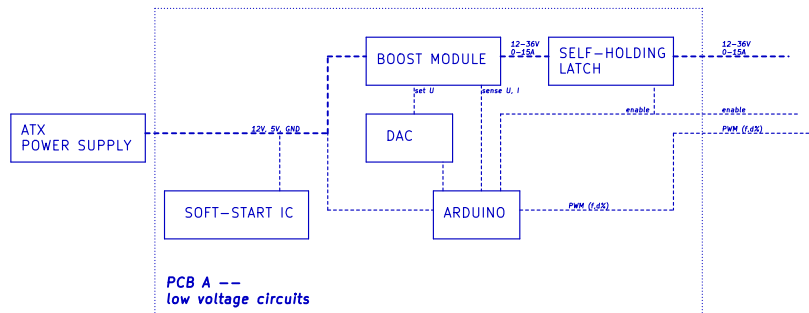 12-36V
0-15A
12-36V
0-15A
BOOST MODULE
SELF-HOLDING
LATCH
set U
sense U, I
enable
enable
ATX
POWER SUPPLY
12V, 5V, GND
DAC
PWM (f,d%)
SOFT-START IC
ARDUINO
PWM (f,d%)
PCB A --
low voltage circuits